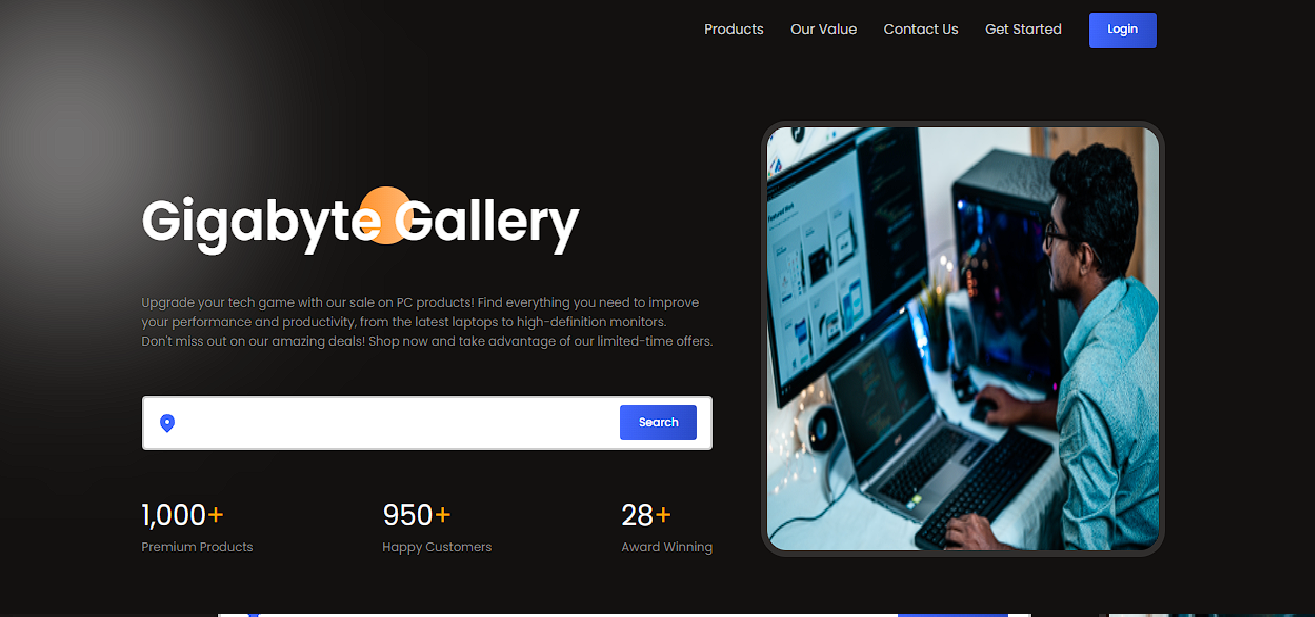 Products Our Value Contact Us Get Started Login
Gigabyte Gallery
Upgrade your tech game with our sale on PC products! Find everything you need to improve
your performance and productivity, from the latest laptops to high-definition monitors.
Don't miss out on our amazing deals! Shop now and take advantage of our limited-time offers.
Search
1,000+ 950+ 28+
Premium Products Happy Customers Award Winning